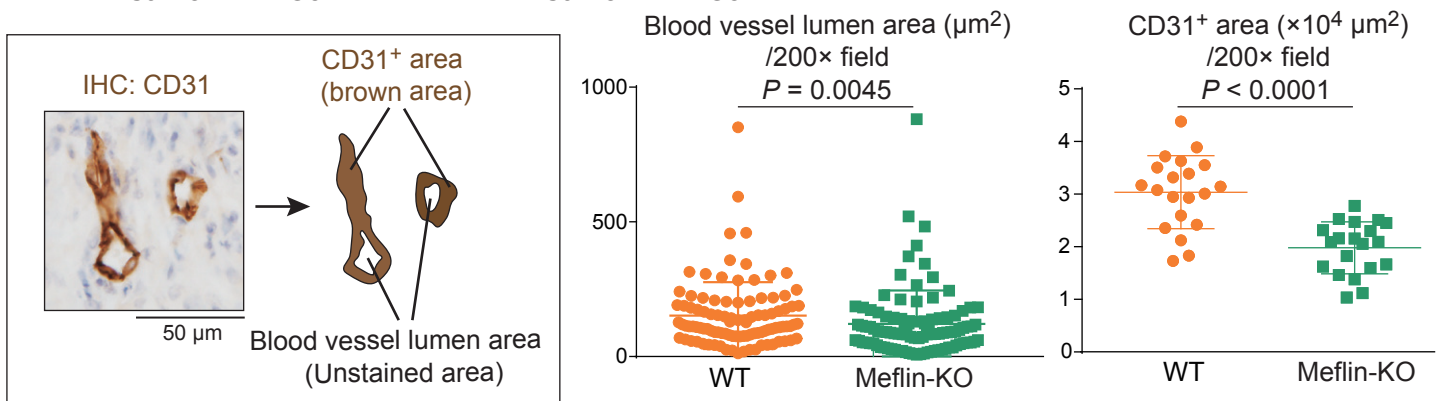 IHC: CD31
50 µm
CD31⁺ area
(brown area)
Blood vessel lumen area
(Unstained area)
Blood vessel lumen area (µm²)
/200× field
P = 0.0045
1000
500
0
WT
Meflin-KO
CD31⁺ area (×10⁴ µm²)
/200× field
P < 0.0001
5
4
3
2
1
0
WT
Meflin-KO